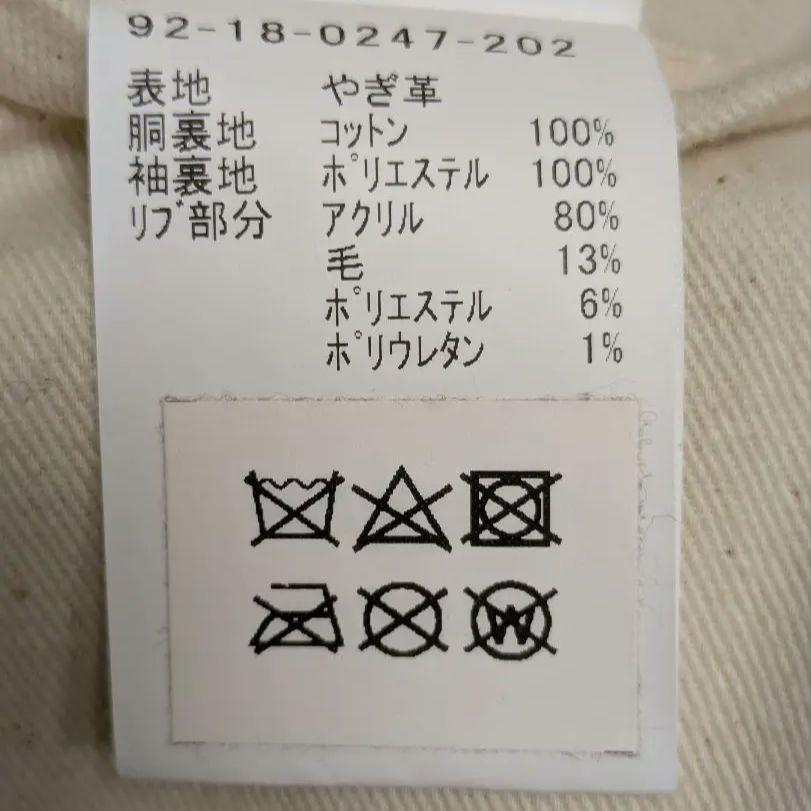 92-18-0247-202
表地 やぎ革
胴裏地 コットン 100%
袖裏地 ポリエステル 100%
リブ部分 アクリル 80%
毛 13%
ポリエステル 6%
ポリウレタン 1%
W